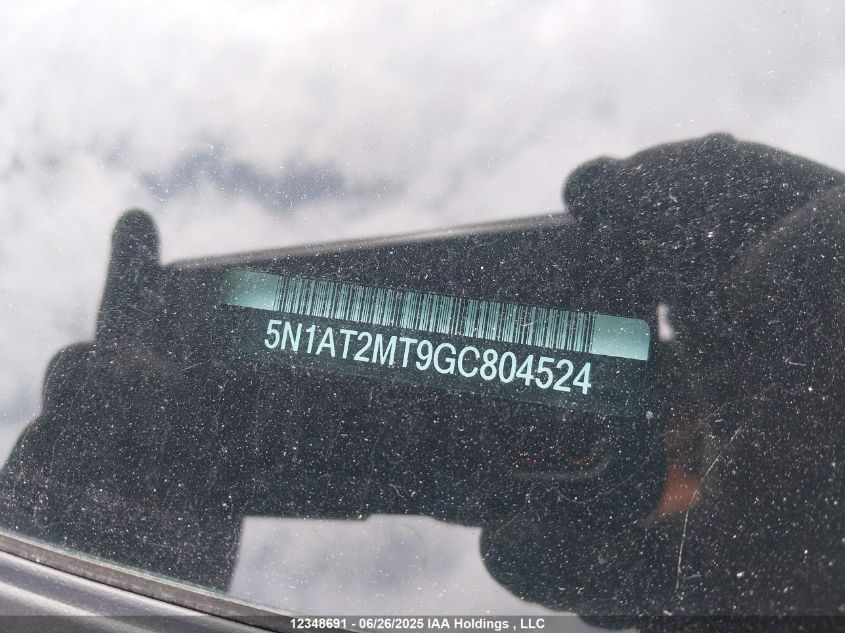 5N1AT2MT9GC804524
12348691 - 06/26/2025 IAA Holdings , LLC